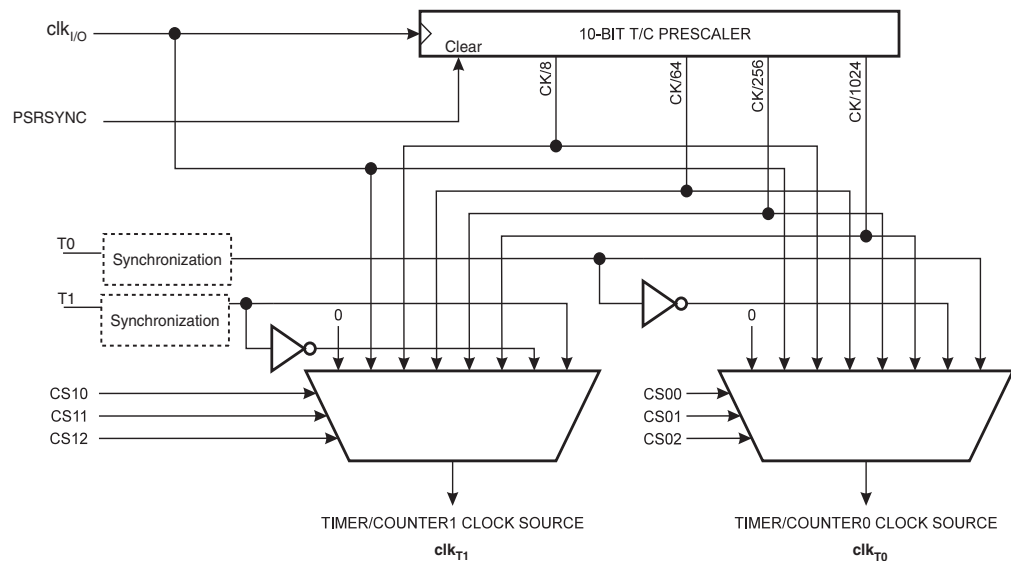 clkI/O
10-BIT T/C PRESCALER
Clear
CK/8
CK/64
CK/256
CK/1024
PSRSYNC
T0
Synchronization
T1
Synchronization
0
0
CS10
CS11
CS12
CS00
CS01
CS02
TIMER/COUNTER1 CLOCK SOURCE
clkT1
TIMER/COUNTER0 CLOCK SOURCE
clkT0